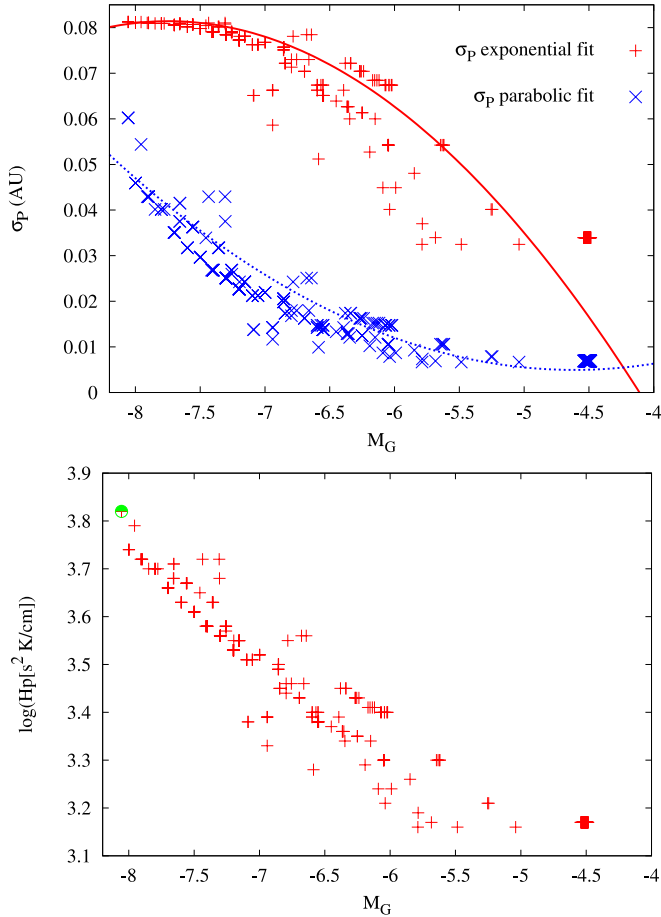 0.08
0.07
0.06
0.05
0.04
0.03
0.02
0.01
0
σP (AU)
σP exponential fit
σP parabolic fit
-8 -7.5 -7 -6.5 -6 -5.5 -5 -4.5 -4
MG
3.9
3.8
3.7
3.6
3.5
3.4
3.3
3.2
3.1
log(Hp[s² K/cm])
-8 -7.5 -7 -6.5 -6 -5.5 -5 -4.5 -4
MG